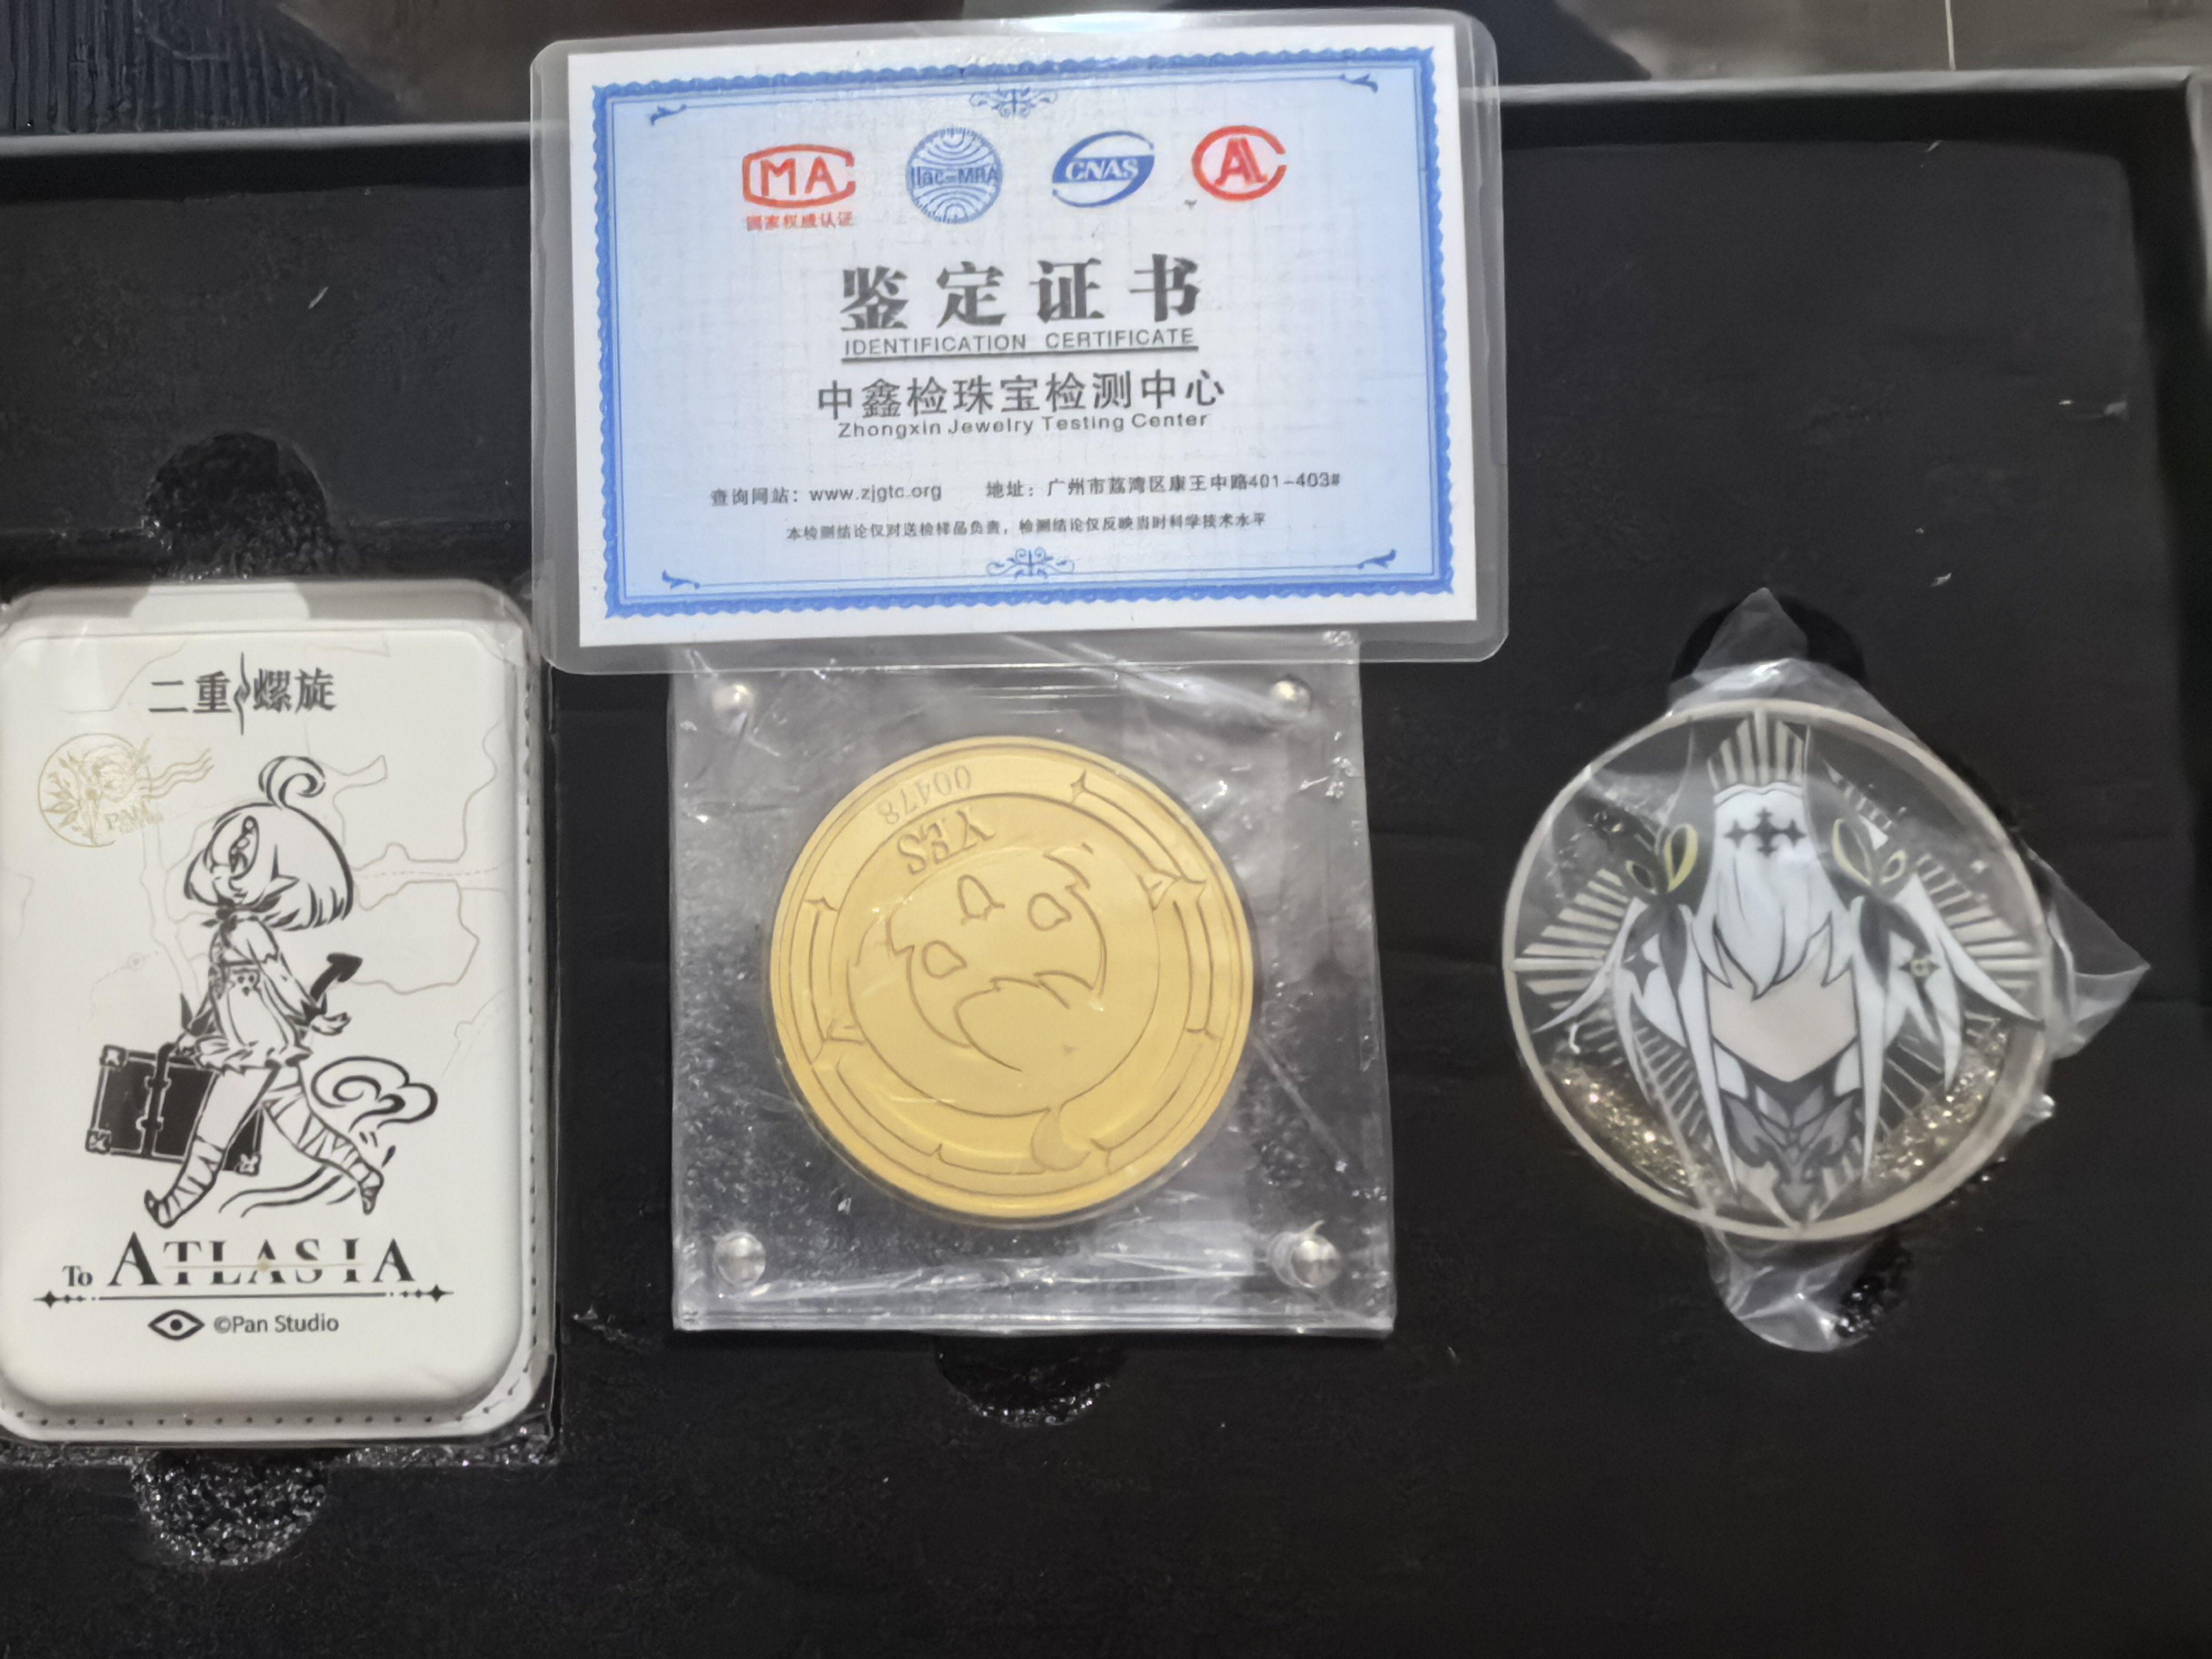 MA
国家权威认证
ilac-MRA
CNAS
AL
鉴定证书
IDENTIFICATION CERTIFICATE
中鑫检珠宝检测中心
Zhongxin Jewelry Testing Center
查询网站：www.zjgtc.org 地址：广州市荔湾区康王中路401-403#
本检测结论仅对送检样品负责，检测结论仅反映当时科学技术水平
二重螺旋
PAN
To ATLASIA
©Pan Studio
00478
YES